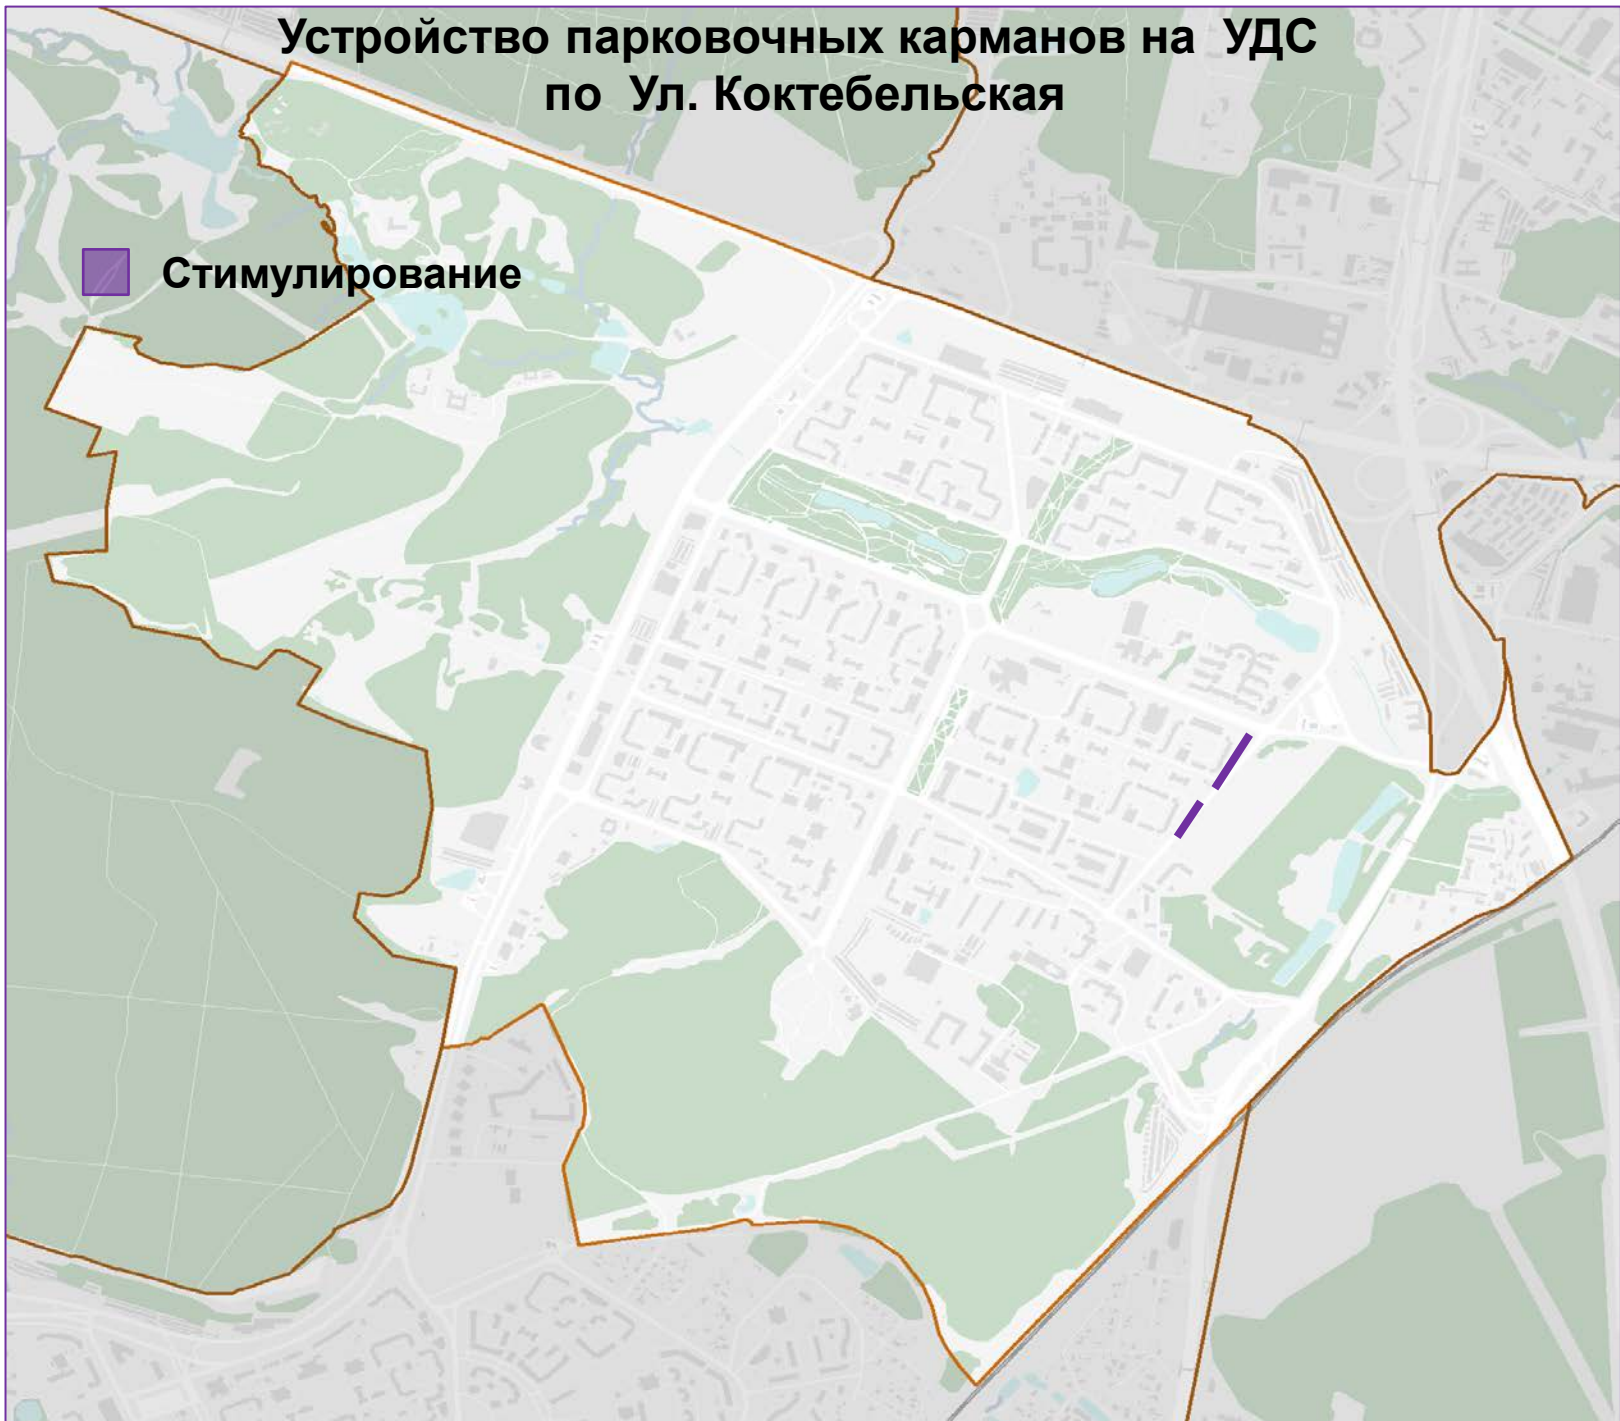 Устройство парковочных карманов на УДС
по Ул. Коктебельская
Стимулирование